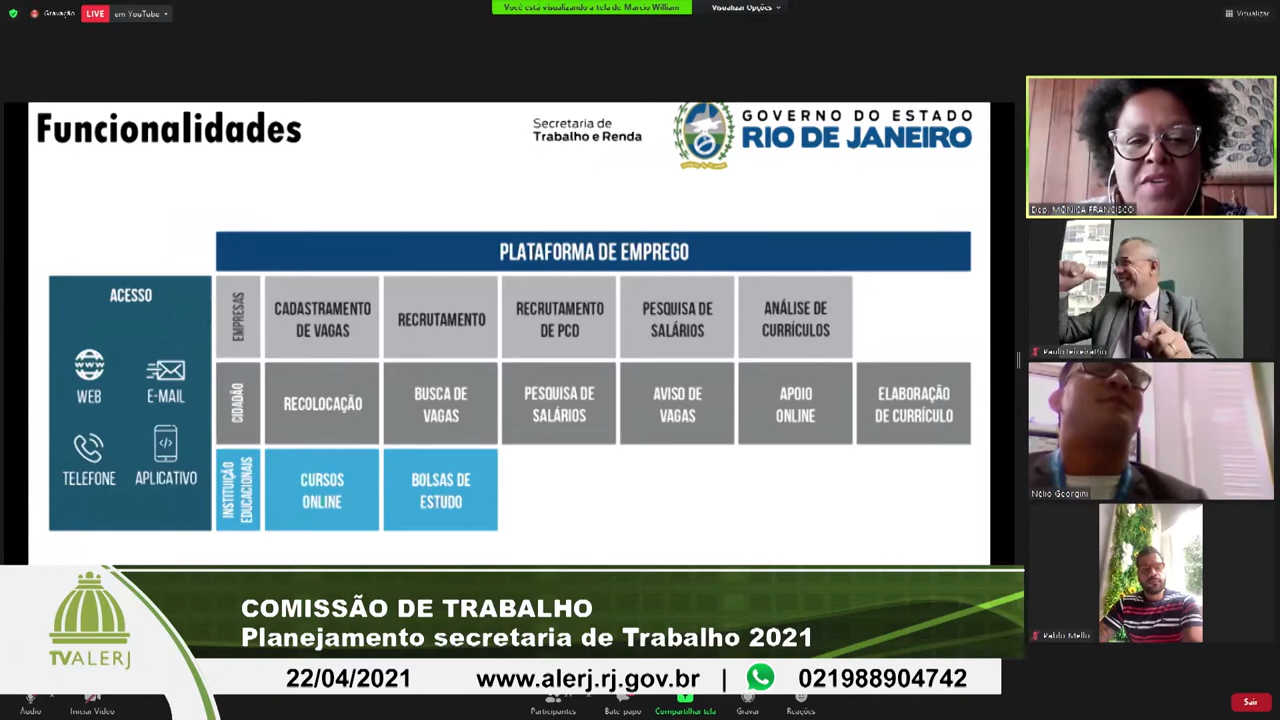 Gravação
LIVE
em YouTube
Você está visualizando a tela de Marcio William
Visualizar Opções
Visualizar
Funcionalidades
Secretaria de
Trabalho e Renda
GOVERNO DO ESTADO
RIO DE JANEIRO
PLATAFORMA DE EMPREGO
ACESSO
WWW
WEB
E-MAIL
TELEFONE
APLICATIVO
EMPRESAS
CADASTRAMENTO
DE VAGAS
RECRUTAMENTO
RECRUTAMENTO
DE PCD
PESQUISA DE
SALÁRIOS
ANÁLISE DE
CURRÍCULOS
CIDADÃO
RECOLOCAÇÃO
BUSCA DE
VAGAS
PESQUISA DE
SALÁRIOS
AVISO DE
VAGAS
APOIO
ONLINE
ELABORAÇÃO
DE CURRÍCULO
INSTITUIÇÃO
EDUCACIONAIS
CURSOS
ONLINE
BOLSAS DE
ESTUDO
Dep. MÔNICA FRANCISCO
PauloTeixeiraRio
Nélio Georgini
Pablo Mello
TVALERJ
COMISSÃO DE TRABALHO
Planejamento secretaria de Trabalho 2021
22/04/2021
www.alerj.rj.gov.br | 021988904742
Áudio
Iniciar Vídeo
Participantes
Bate-papo
Compartilhar tela
Gravar
Reações
Sair